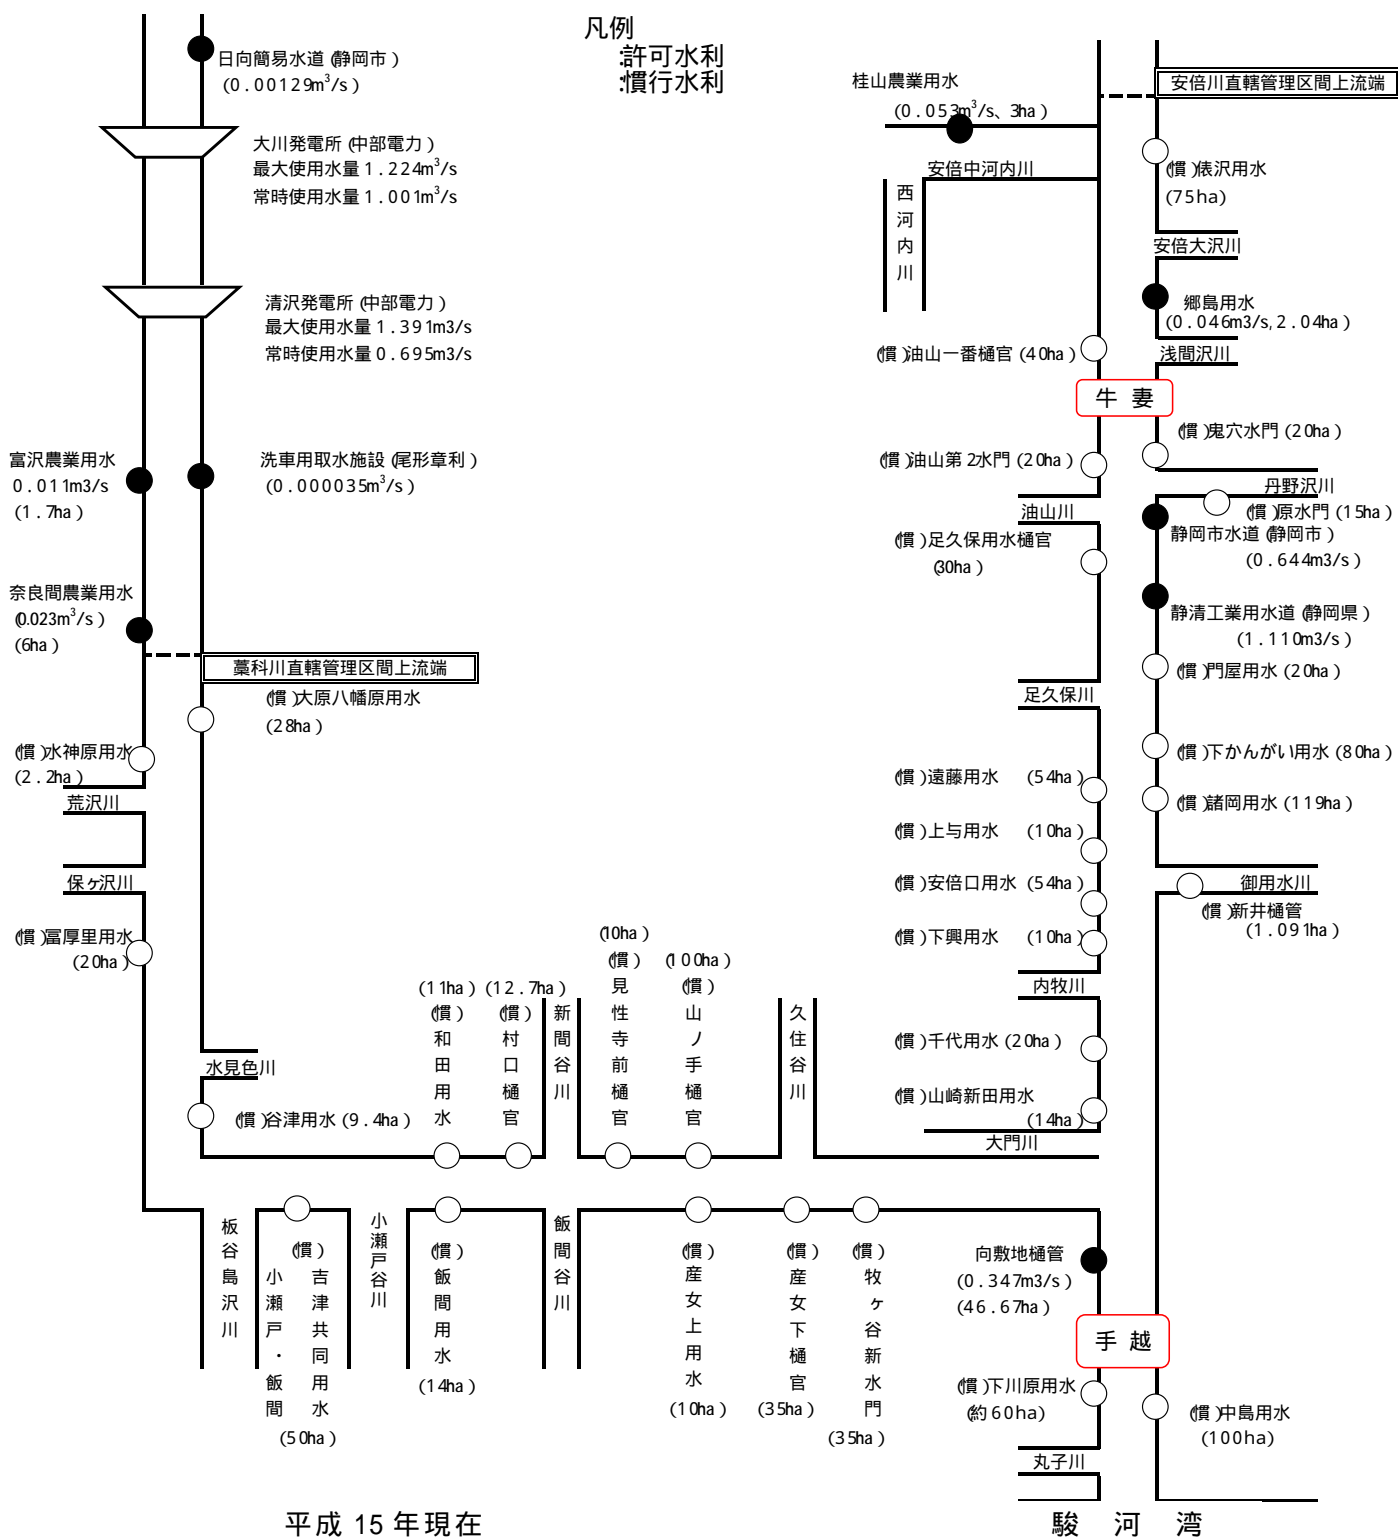 凡例
:許可水利
:慣行水利
日向簡易水道(静岡市)
(0.00129m³/s)
大川発電所(中部電力)
最大使用水量1.224m³/s
常時使用水量1.001m³/s
清沢発電所(中部電力)
最大使用水量1.391m3/s
常時使用水量0.695m3/s
富沢農業用水
0.011m3/s
(1.7ha)
洗車用取水施設(尾形章利)
(0.000035m³/s)
奈良間農業用水
(0.023m³/s)
(6ha)
藁科川直轄管理区間上流端
(慣)大原八幡原用水
(28ha)
(慣)水神原用水
(2.2ha)
荒沢川
保ヶ沢川
(慣)冨厚里用水
(20ha)
水見色川
(慣)谷津用水(9.4ha)
(11ha)
(慣)和田用水
(12.7ha)
(慣)村口樋官
新間谷川
(10ha)
(慣)見性寺前樋官
(100ha)
(慣)山ノ手樋官
久住谷川
板谷島沢川
(慣)
小瀬戸・飯間
吉津共同用水
(50ha)
小瀬戸谷川
(慣)飯間用水
(14ha)
飯間谷川
(慣)産女上用水
(10ha)
(慣)産女下樋官
(35ha)
(慣)牧ヶ谷新水門
(35ha)
桂山農業用水
(0.053m³/s、3ha)
安倍中河内川
西河内川
安倍川直轄管理区間上流端
(慣)俵沢用水
(75ha)
安倍大沢川
郷島用水
(0.046m3/s,2.04ha)
浅間沢川
(慣)油山一番樋官(40ha)
牛妻
(慣)鬼穴水門(20ha)
(慣)油山第2水門(20ha)
丹野沢川
油山川
(慣)原水門(15ha)
(慣)足久保用水樋官
(30ha)
静岡市水道(静岡市)
(0.644m3/s)
静清工業用水道(静岡県)
(1.110m3/s)
(慣)門屋用水(20ha)
足久保川
(慣)下かんがい用水(80ha)
(慣)遠藤用水 (54ha)
(慣)諸岡用水(119ha)
(慣)上与用水 (10ha)
(慣)安倍口用水(54ha)
御用水川
(慣)新井樋管
(1.091ha)
(慣)下興用水 (10ha)
内牧川
(慣)千代用水(20ha)
(慣)山崎新田用水
(14ha)
大門川
向敷地樋管
(0.347m3/s)
(46.67ha)
手越
(慣)下川原用水
(約60ha)
(慣)中島用水
(100ha)
丸子川
平成15年現在
駿河湾